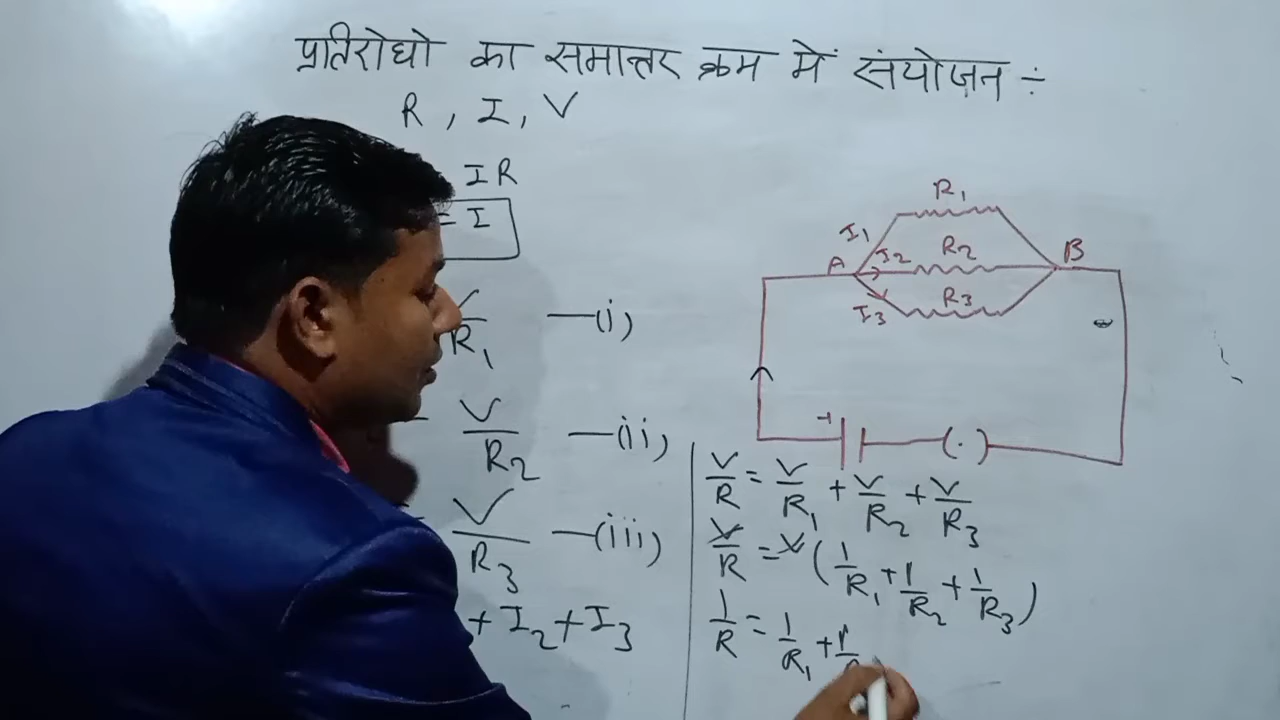 प्रतिरोधो का समान्तर क्रम में संयोजन ÷
R , I, V
IR
= I
V/R₁ —(i)
V/R₂ —(ii)
V/R₃ —(iii)
+ I₂ + I₃
R₁
I₁
A I₂ R₂ B
I₃ R₃
+ (.)
V/R = V/R₁ + V/R₂ + V/R₃
V/R = V (1/R₁ + 1/R₂ + 1/R₃)
1/R = 1/R₁ + 1/